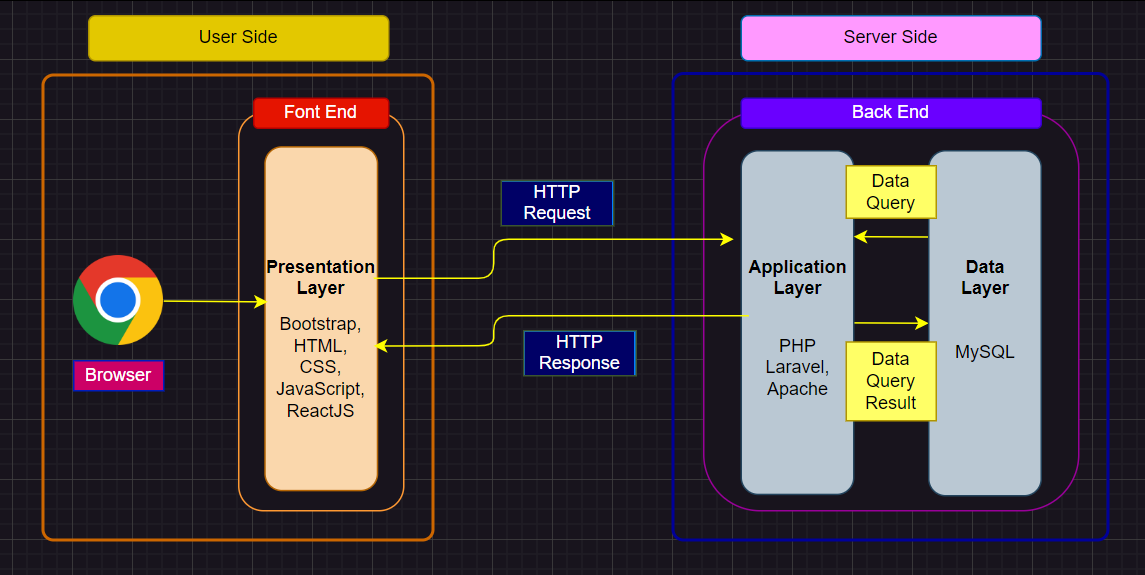 User Side
Server Side
Font End
Back End
Presentation
Layer
Bootstrap,
HTML,
CSS,
JavaScript,
ReactJS
Browser
HTTP
Request
HTTP
Response
Application
Layer
PHP
Laravel,
Apache
Data
Query
Data
Query
Result
Data
Layer
MySQL